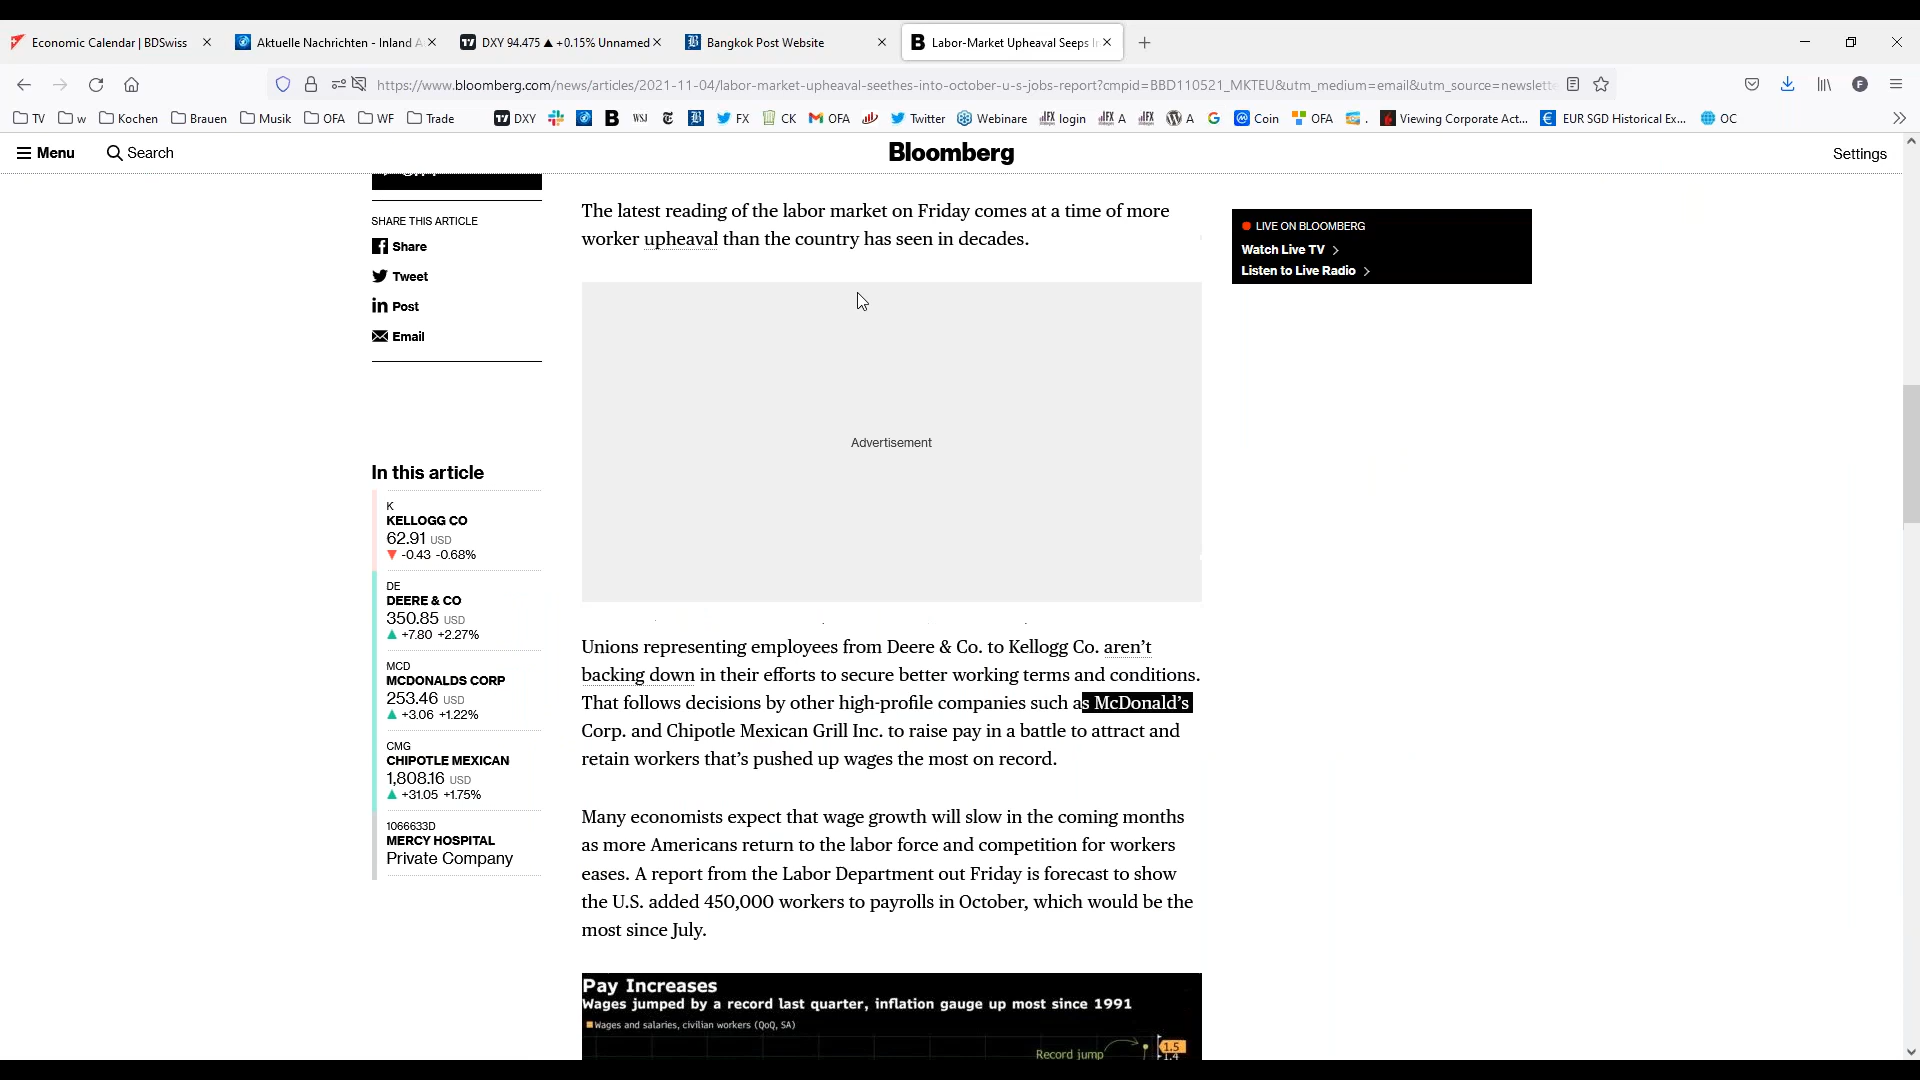 Economic Calendar | BDSwiss
Aktuelle Nachrichten - Inland A
DXY 94.475 ▲ +0.15% Unnamed
Bangkok Post Website
Labor-Market Upheaval Seeps In
https://www.bloomberg.com/news/articles/2021-11-04/labor-market-upheaval-seethes-into-october-u-s-jobs-report?cmpid=BBD110521_MKTEU&utm_medium=email&utm_source=newslette
TV w Kochen Brauen Musik OFA WF Trade DXY WSJ FX CK OFA Twitter Webinare login A A Coin OFA . Viewing Corporate Act... EUR SGD Historical Ex... OC
Menu Search Bloomberg Settings
SHARE THIS ARTICLE
Share
Tweet
Post
Email
In this article
K
KELLOGG CO
62.91 USD
▼ -0.43 -0.68%
DE
DEERE & CO
350.85 USD
▲ +7.80 +2.27%
MCD
MCDONALDS CORP
253.46 USD
▲ +3.06 +1.22%
CMG
CHIPOTLE MEXICAN
1,808.16 USD
▲ +31.05 +1.75%
1066633D
MERCY HOSPITAL
Private Company
The latest reading of the labor market on Friday comes at a time of more
worker upheaval than the country has seen in decades.
Advertisement
Unions representing employees from Deere & Co. to Kellogg Co. aren’t
backing down in their efforts to secure better working terms and conditions.
That follows decisions by other high-profile companies such as McDonald’s
Corp. and Chipotle Mexican Grill Inc. to raise pay in a battle to attract and
retain workers that’s pushed up wages the most on record.
Many economists expect that wage growth will slow in the coming months
as more Americans return to the labor force and competition for workers
eases. A report from the Labor Department out Friday is forecast to show
the U.S. added 450,000 workers to payrolls in October, which would be the
most since July.
Pay Increases
Wages jumped by a record last quarter, inflation gauge up most since 1991
Wages and salaries, civilian workers (QoQ, SA)
Record jump
1.5
1.4
LIVE ON BLOOMBERG
Watch Live TV
Listen to Live Radio